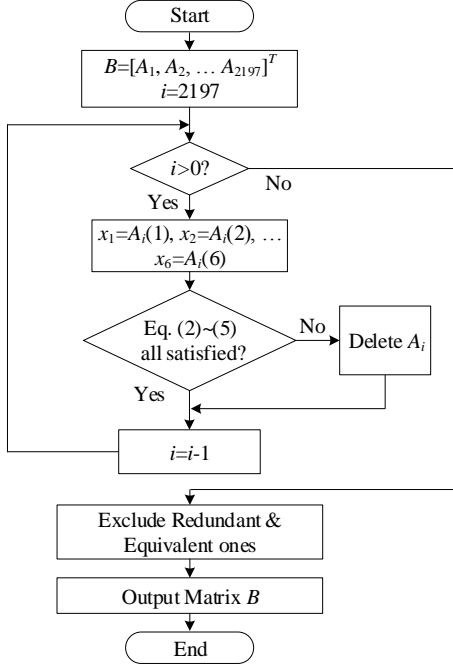 Start
B=[A₁, A₂, … A₂₁₉₇]ᵀ
i=2197
i>0?
No
Yes
x₁=Aᵢ(1), x₂=Aᵢ(2), …
x₆=Aᵢ(6)
Eq. (2)~(5)
all satisfied?
No
Delete Aᵢ
Yes
i=i-1
Exclude Redundant &
Equivalent ones
Output Matrix B
End